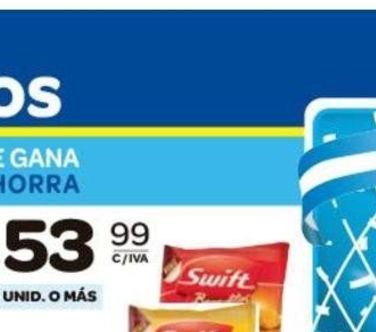 OS
E GANA
HORRA
53 99
C/IVA
UNID. O MÁS
Swift